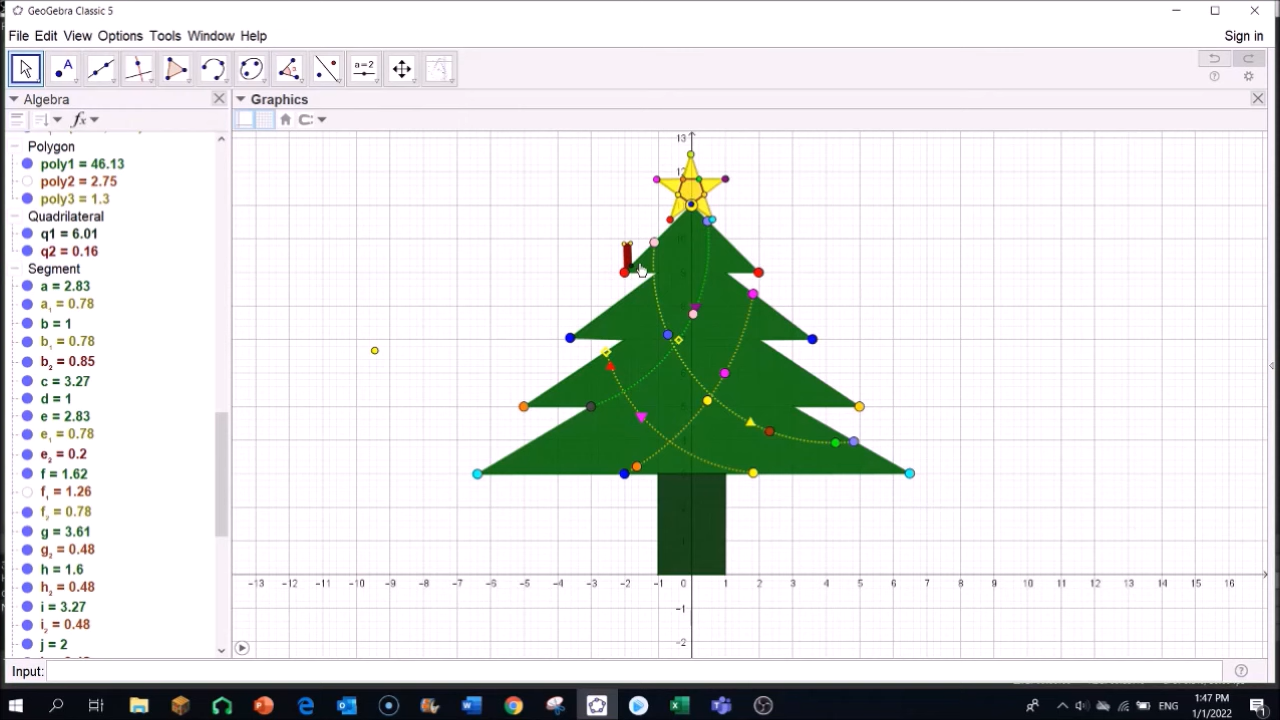 GeoGebra Classic 5
File Edit View Options Tools Window Help
Sign in
a=2
Algebra
Graphics
fx
Polygon
poly1 = 46.13
poly2 = 2.75
poly3 = 1.3
Quadrilateral
q1 = 6.01
q2 = 0.16
Segment
a = 2.83
a₁ = 0.78
b = 1
b₁ = 0.78
b₂ = 0.85
c = 3.27
d = 1
e = 2.83
e₁ = 0.78
e₂ = 0.2
f = 1.62
f₁ = 1.26
f₂ = 0.78
g = 3.61
g₂ = 0.48
h = 1.6
h₂ = 0.48
i = 3.27
i₂ = 0.48
j = 2
13
12
-13 -12 -11 -10 -9 -8 -7 -6 -5 -4 -3 -2 -1 0 1 2 3 4 5 6 7 8 9 10 11 12 13 14 15 16
-1
-2
Input:
ENG
1:47 PM
1/1/2022